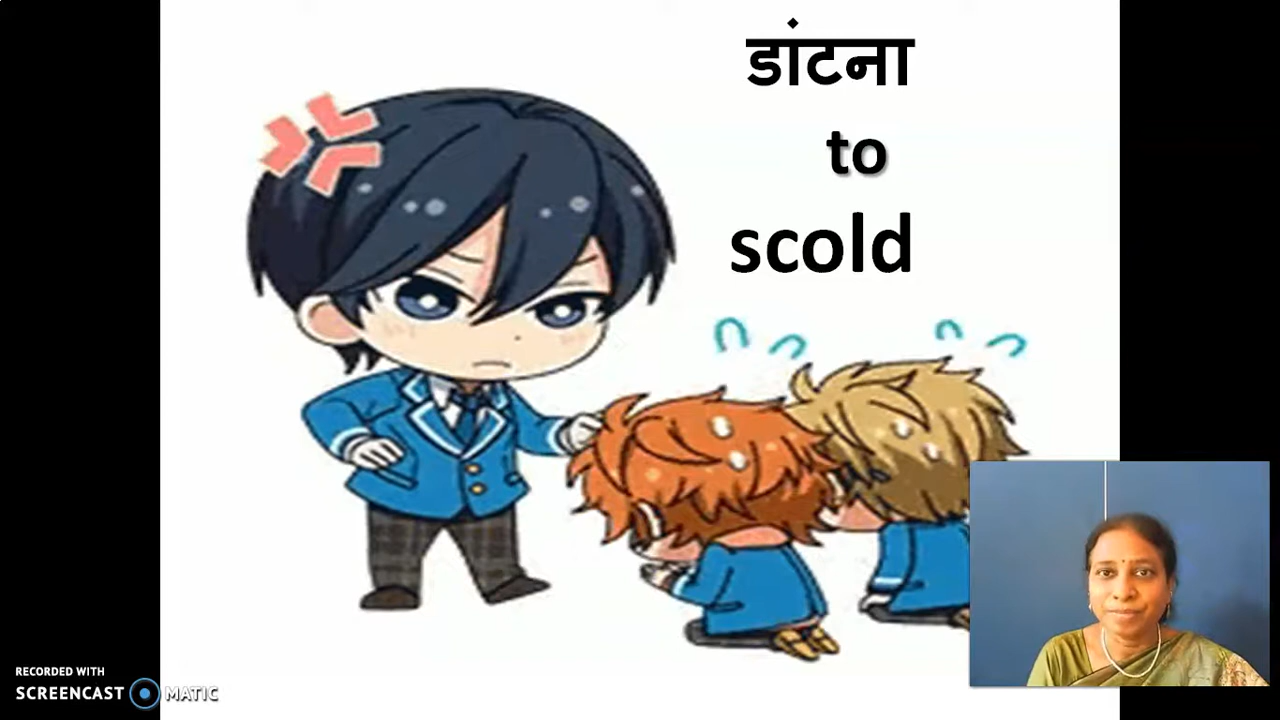 डांटना
to
scold
RECORDED WITH
SCREENCAST MATIC